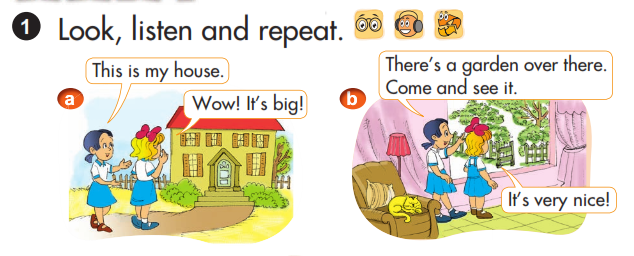 1 Look, listen and repeat.
a
This is my house.
Wow! It's big!
b
There's a garden over there.
Come and see it.
It's very nice!